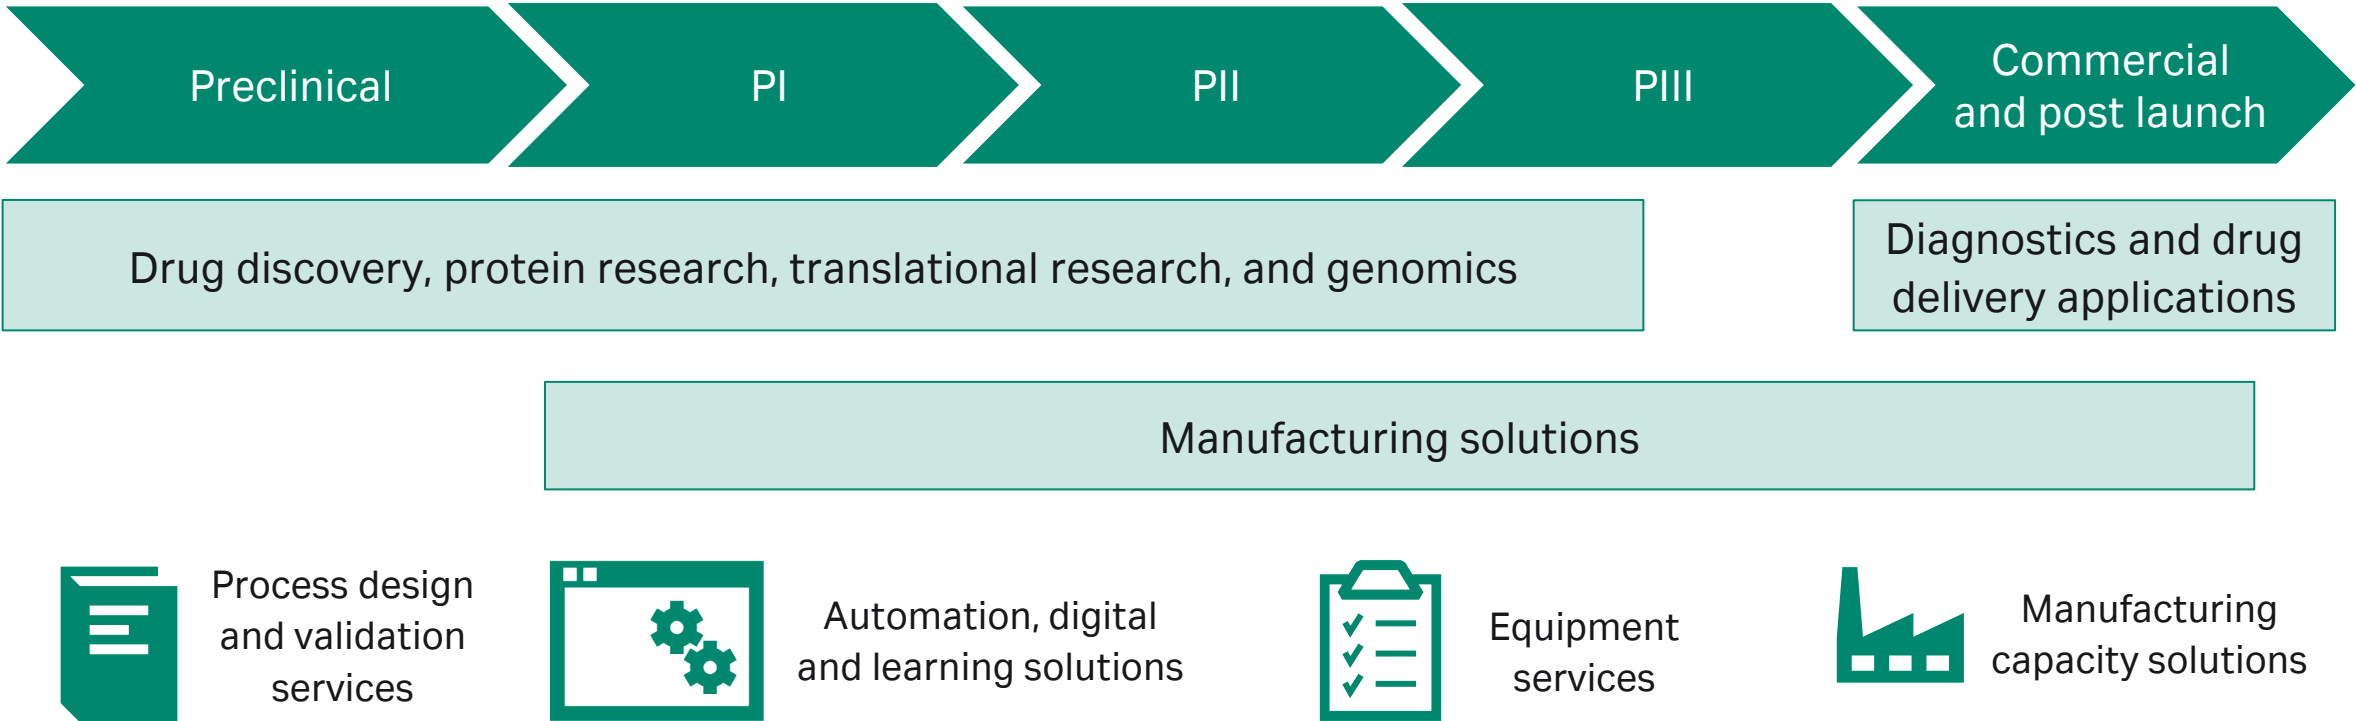 Preclinical
PI
PII
PIII
Commercial
and post launch
Drug discovery, protein research, translational research, and genomics
Diagnostics and drug
delivery applications
Manufacturing solutions
Process design
and validation
services
Automation, digital
and learning solutions
Equipment
services
Manufacturing
capacity solutions